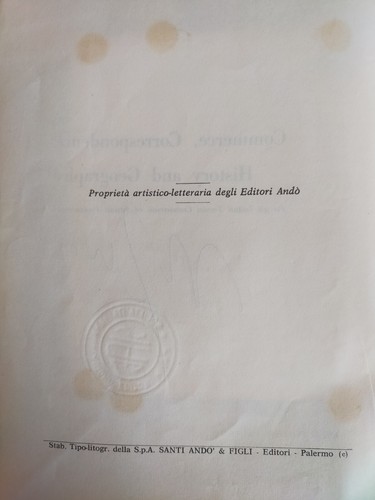 Proprietà artistico-letteraria degli Editori Andò
Stab. Tipo-litogr. della S.p.A. SANTI ANDO' & FIGLI - Editori - Palermo (e)